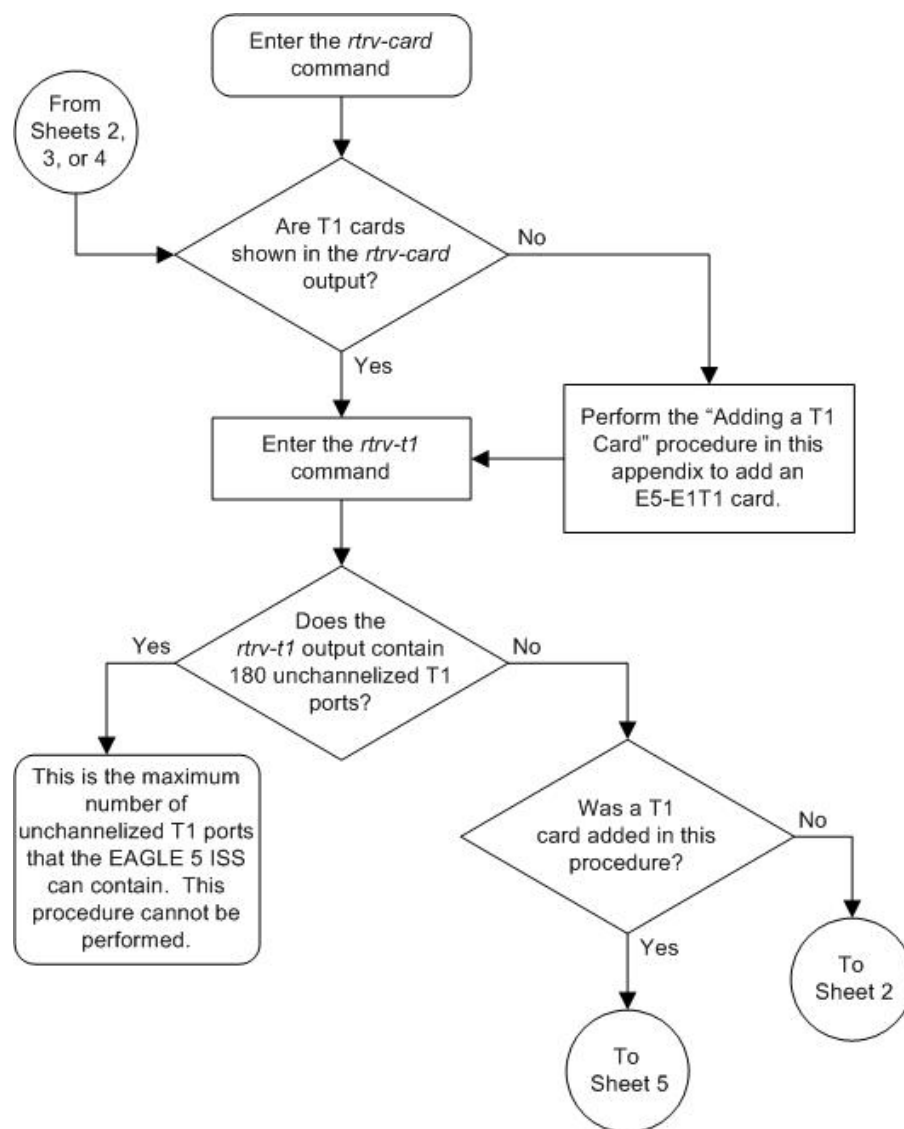 Enter the rtrv-card
command
From
Sheets 2,
3, or 4
Are T1 cards
shown in the rtrv-card
output?
No
Yes
Perform the “Adding a T1
Card” procedure in this
appendix to add an
E5-E1T1 card.
Enter the rtrv-t1
command
Does the
rtrv-t1 output contain
180 unchannelized T1
ports?
Yes
No
This is the maximum
number of
unchannelized T1 ports
that the EAGLE 5 ISS
can contain.  This
procedure cannot be
performed.
Was a T1
card added in this
procedure?
No
Yes
To
Sheet 2
To
Sheet 5